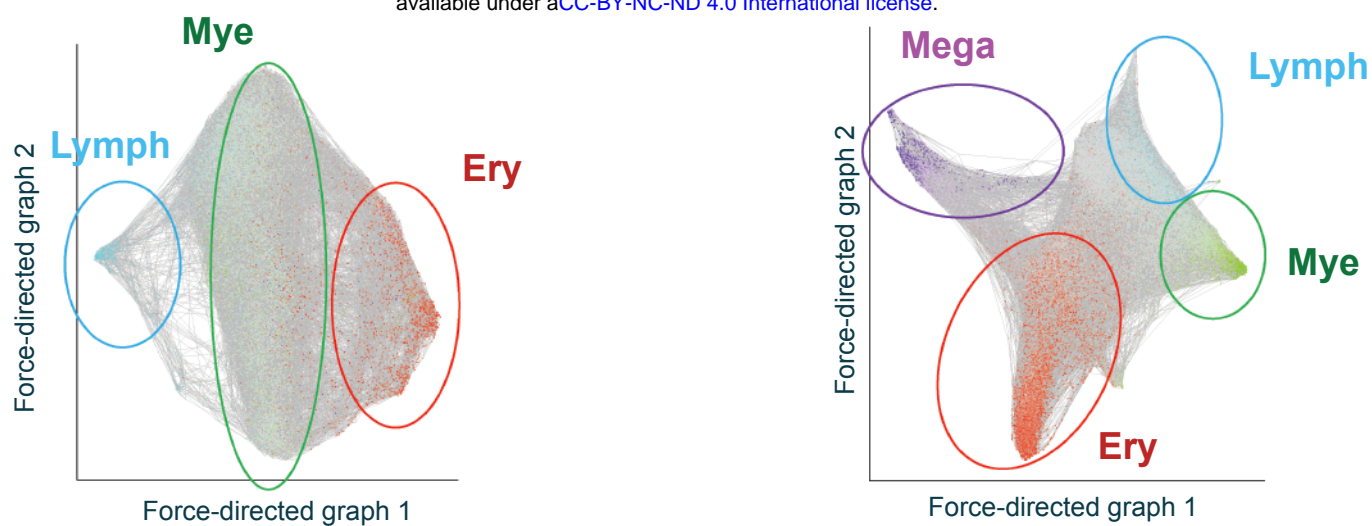 available under aCC-BY-NC-ND 4.0 International license.
Mye
Lymph
Ery
Force-directed graph 2
Force-directed graph 1
Mega
Lymph
Mye
Ery
Force-directed graph 2
Force-directed graph 1